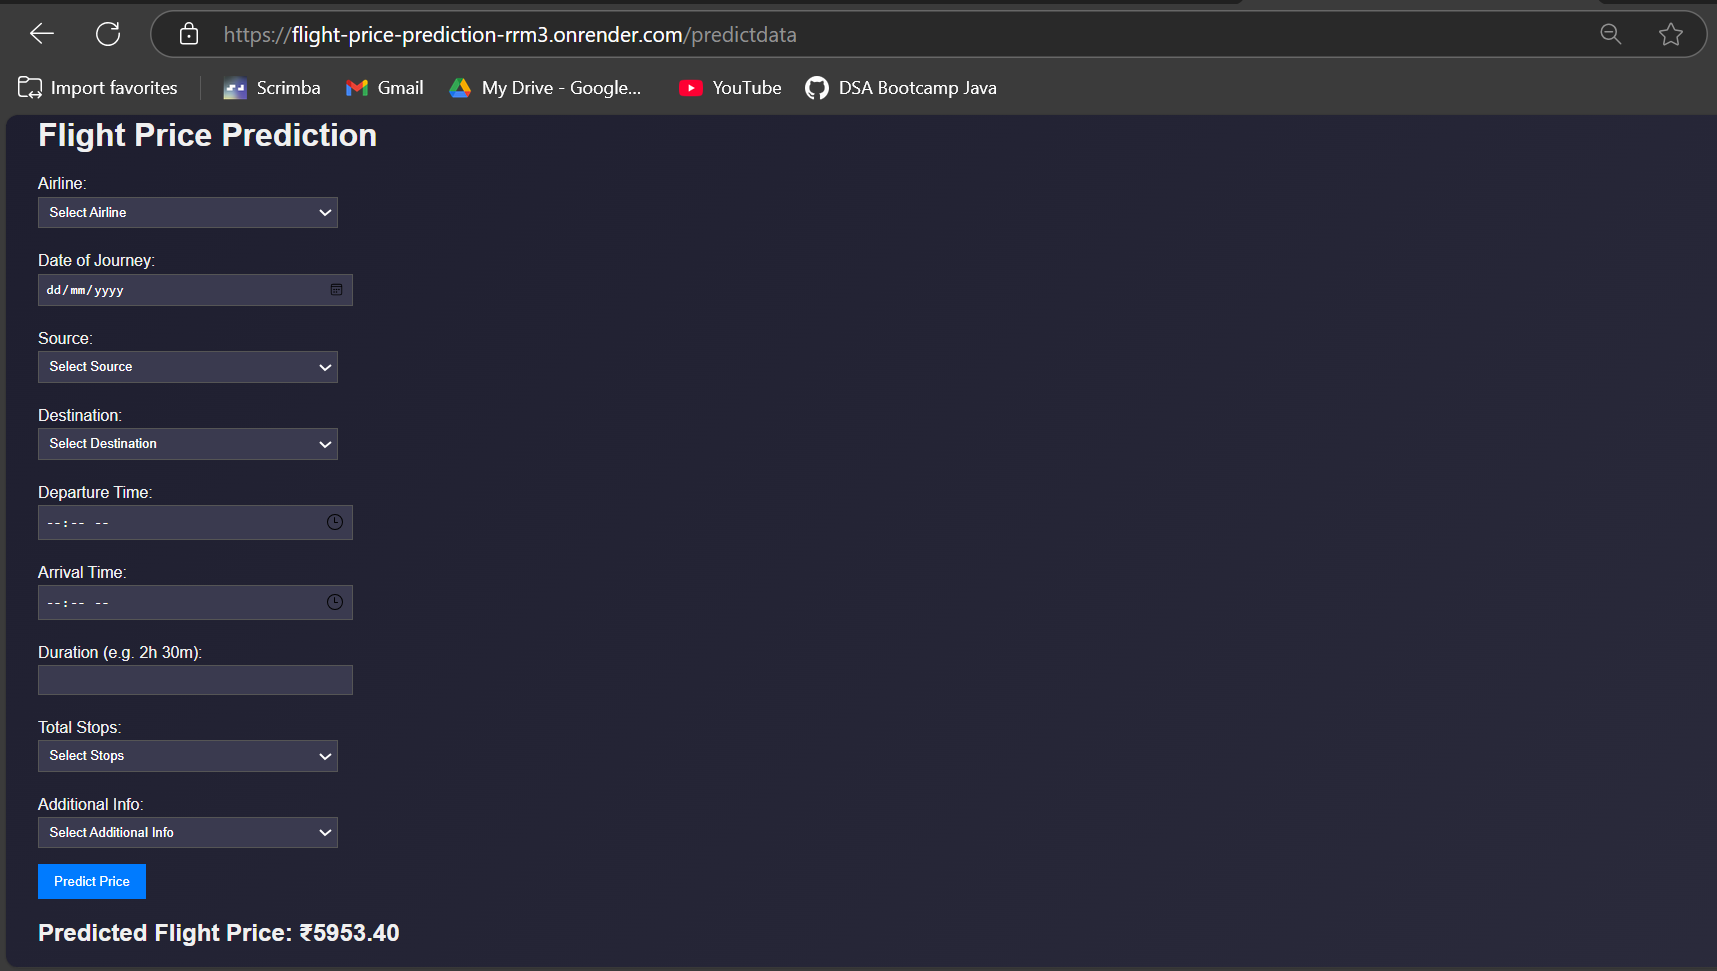 https://flight-price-prediction-rrm3.onrender.com/predictdata
Import favorites Scrimba Gmail My Drive - Google... YouTube DSA Bootcamp Java
Flight Price Prediction
Airline:
Select Airline
Date of Journey:
dd/mm/yyyy
Source:
Select Source
Destination:
Select Destination
Departure Time:
--:-- --
Arrival Time:
--:-- --
Duration (e.g. 2h 30m):
Total Stops:
Select Stops
Additional Info:
Select Additional Info
Predict Price
Predicted Flight Price: ₹5953.40